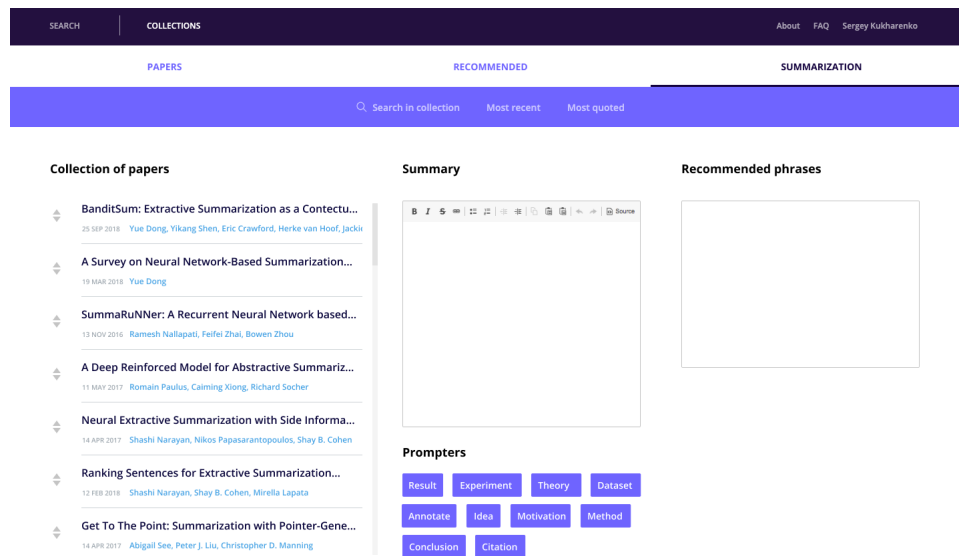 SEARCH COLLECTIONS About FAQ Sergey Kukharenko
PAPERS RECOMMENDED SUMMARIZATION
Search in collection Most recent Most quoted
Collection of papers
BanditSum: Extractive Summarization as a Contectu...
25 SEP 2018 Yue Dong, Yikang Shen, Eric Crawford, Herke van Hoof, Jackie
A Survey on Neural Network-Based Summarization...
19 MAR 2018 Yue Dong
SummaRuNNer: A Recurrent Neural Network based...
13 NOV 2016 Ramesh Nallapati, Feifei Zhai, Bowen Zhou
A Deep Reinforced Model for Abstractive Summariz...
11 MAY 2017 Romain Paulus, Caiming Xiong, Richard Socher
Neural Extractive Summarization with Side Informa...
14 APR 2017 Shashi Narayan, Nikos Papasarantopoulos, Shay B. Cohen
Ranking Sentences for Extractive Summarization...
12 FEB 2018 Shashi Narayan, Shay B. Cohen, Mirella Lapata
Get To The Point: Summarization with Pointer-Gene...
14 APR 2017 Abigail See, Peter J. Liu, Christopher D. Manning
Summary
B I S Source
Prompters
Result Experiment Theory Dataset
Annotate Idea Motivation Method
Conclusion Citation
Recommended phrases